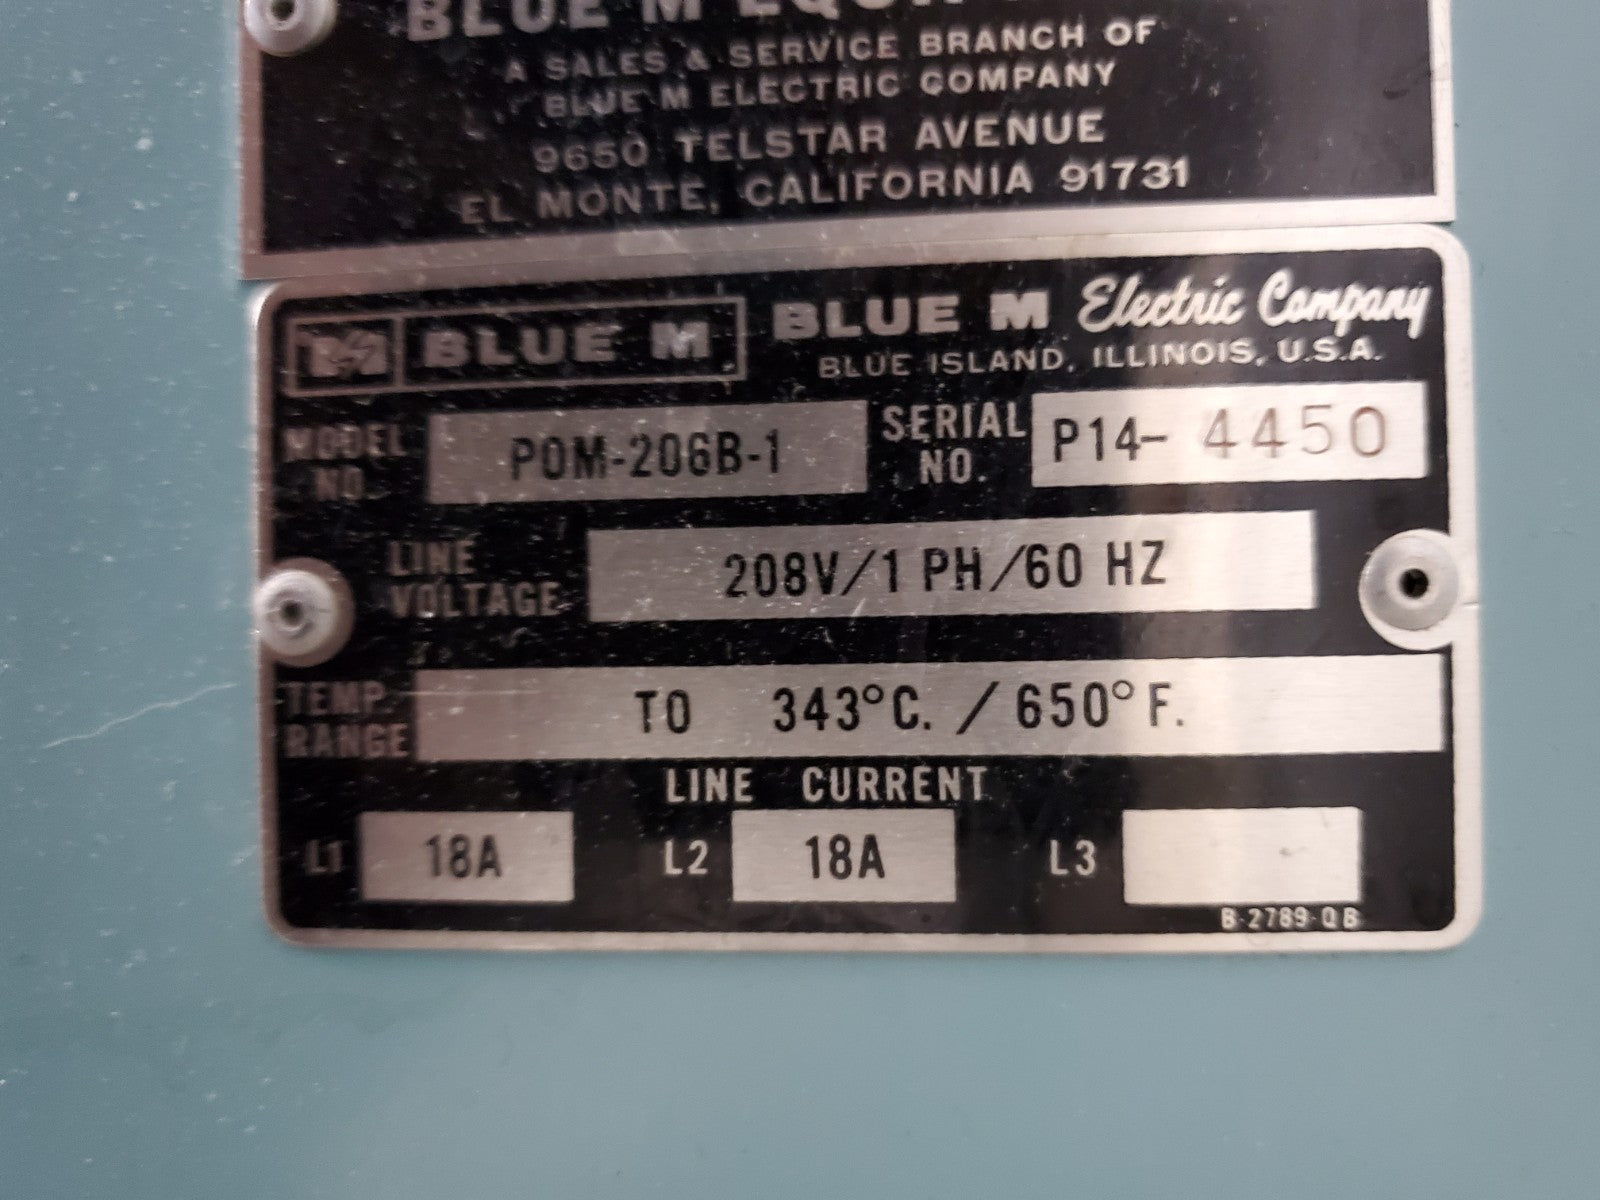 BLUE M
A SALES & SERVICE BRANCH OF
BLUE M ELECTRIC COMPANY
9650 TELSTAR AVENUE
EL MONTE, CALIFORNIA 91731
BLUE M BLUE M Electric Company
BLUE ISLAND, ILLINOIS, U.S.A.
MODEL NO. POM-206B-1 SERIAL NO. P14-4450
LINE VOLTAGE 208V/1 PH/60 HZ
TEMP. RANGE TO 343°C. / 650°F.
LINE CURRENT
L1 18A L2 18A L3
B-2789-QB